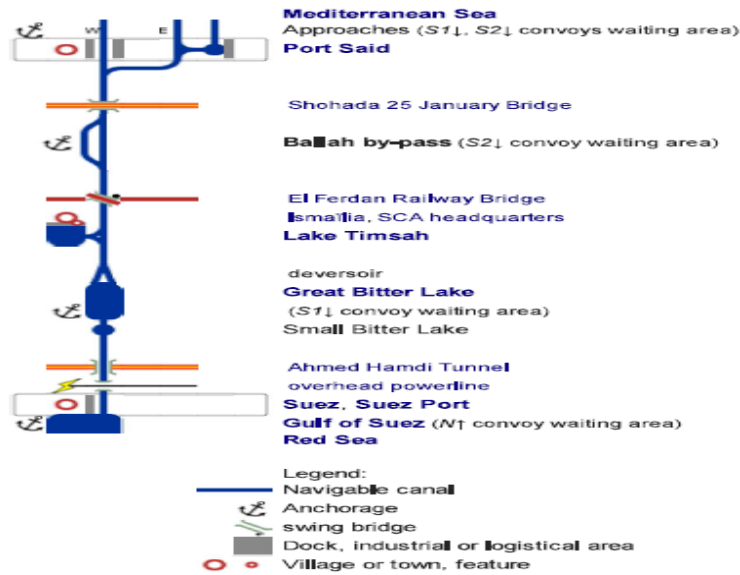 Mediterranean Sea
W E
Approaches (S1↓, S2↓ convoys waiting area)
Port Said
Shohada 25 January Bridge
Ballah by-pass (S2↓ convoy waiting area)
El Ferdan Railway Bridge
Ismaïlia, SCA headquarters
Lake Timsah
deversoir
Great Bitter Lake
(S1↓ convoy waiting area)
Small Bitter Lake
Ahmed Hamdi Tunnel
overhead powerline
Suez, Suez Port
Gulf of Suez (N↑ convoy waiting area)
Red Sea
Legend:
Navigable canal
Anchorage
swing bridge
Dock, industrial or logistical area
Village or town, feature